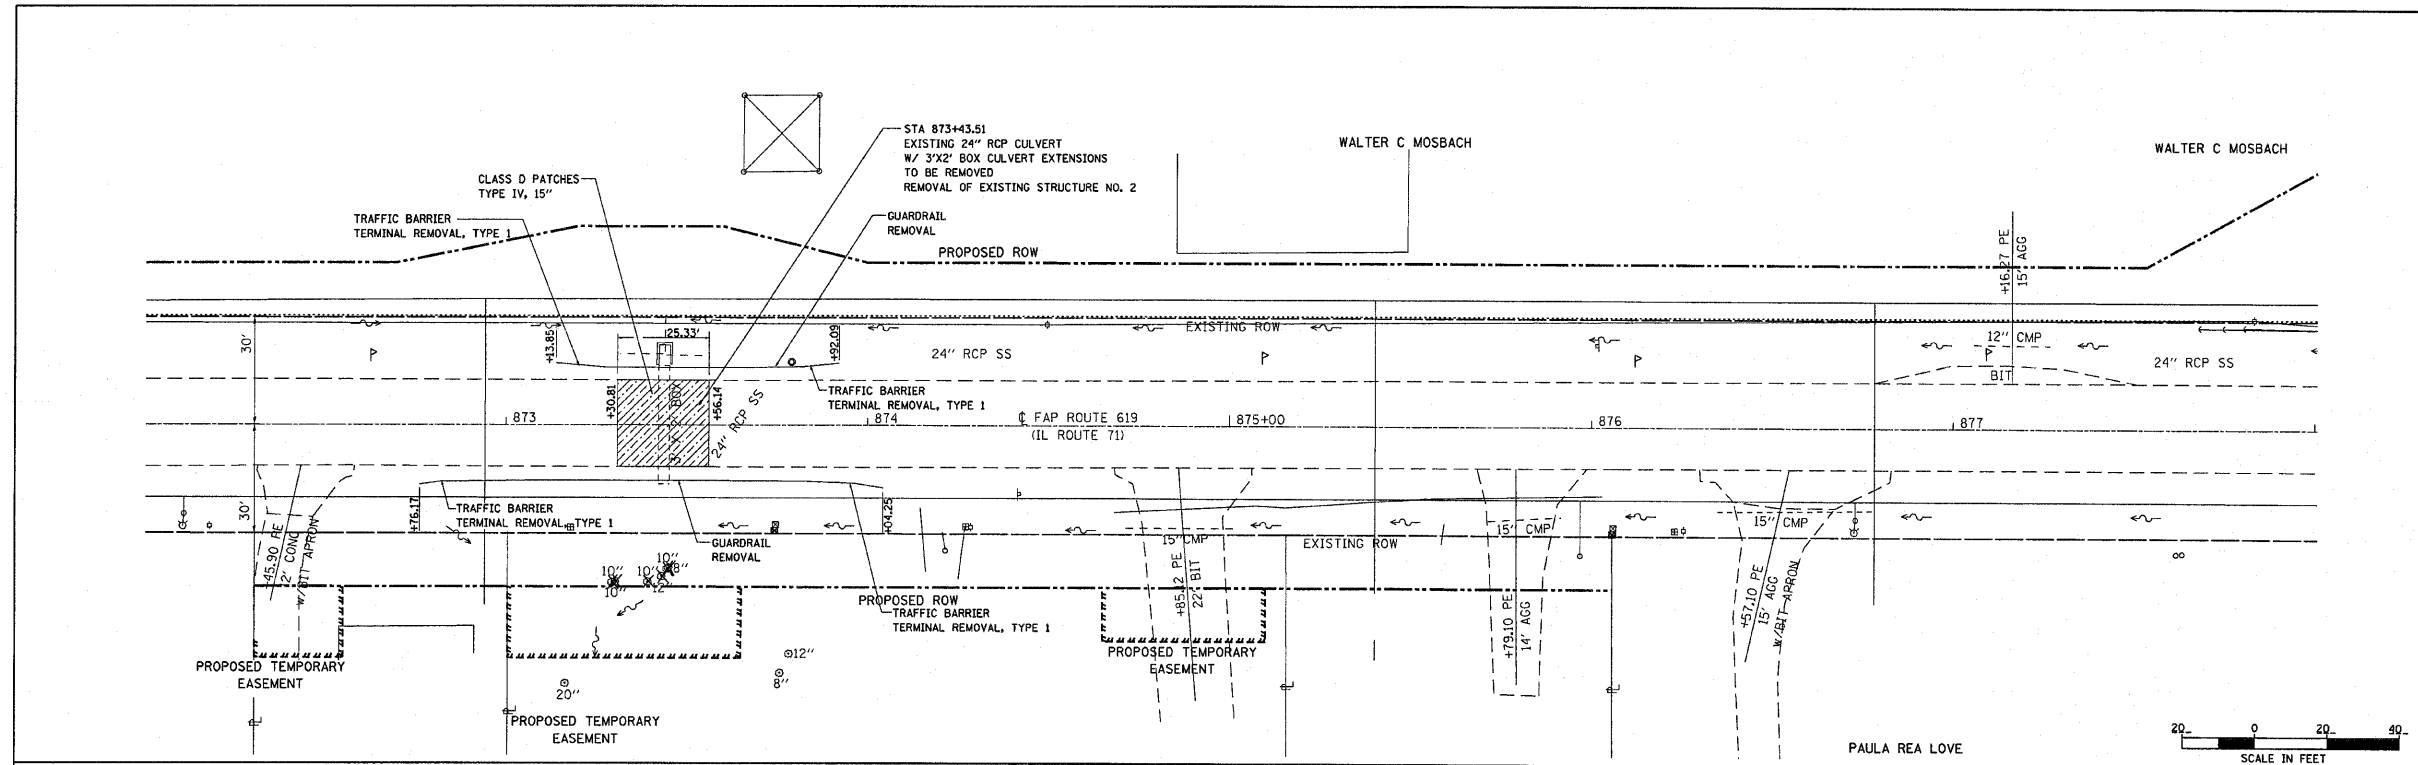 WALTER C MOSBACH
WALTER C MOSBACH
STA 873+43.51
EXISTING 24" RCP CULVERT
W/ 3'X2' BOX CULVERT EXTENSIONS
TO BE REMOVED
REMOVAL OF EXISTING STRUCTURE NO. 2
CLASS D PATCHES
TYPE IV, 15"
TRAFFIC BARRIER
TERMINAL REMOVAL, TYPE 1
GUARDRAIL
REMOVAL
PROPOSED ROW
+16.27 PE
15' AGG
30'
+13.85
25.33'
+92.09
EXISTING ROW
24" RCP SS
12" CMP
24" RCP SS
BIT
+30.81
3' X 2' BOX
+56.14
24" RCP SS
TRAFFIC BARRIER
TERMINAL REMOVAL, TYPE 1
873
874
℄ FAP ROUTE 619
(IL ROUTE 71)
875+00
876
877
30'
+76.17
TRAFFIC BARRIER
TERMINAL REMOVAL, TYPE 1
+04.25
GUARDRAIL
REMOVAL
15" CMP
EXISTING ROW
15" CMP
15" CMP
45.90 PE
2' CONC
W/BIT APRON
10"
10"
10"
12"
8"
PROPOSED ROW
TRAFFIC BARRIER
TERMINAL REMOVAL, TYPE 1
+85.12 PE
22' BIT
+79.10 PE
14' AGG
+57.10 PE
15' AGG
W/BIT APRON
PROPOSED TEMPORARY
EASEMENT
12"
8"
20"
PROPOSED TEMPORARY
EASEMENT
PROPOSED TEMPORARY
EASEMENT
PAULA REA LOVE
20 0 20 40
SCALE IN FEET